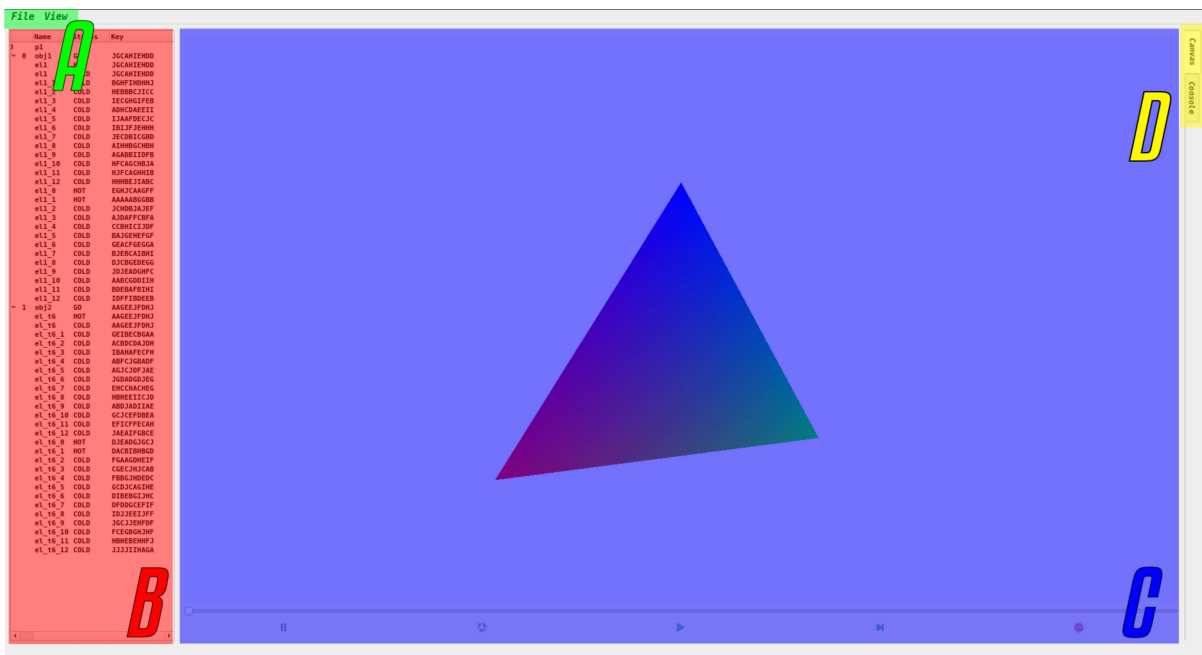 File View
A
Name Key
p1
0 obj1 JGCAHIEHDD
el1 JGCAHIEHDD
el1 JGCAHIEHDD
BGHFIHDHHJ
COLD HEBBBCJICC
el1_3 COLD IECGHGIFEB
el1_4 COLD ADHCDAEEII
el1_5 COLD IJAAFDECJC
el1_6 COLD IBIJFJEHHH
el1_7 COLD JECDBICGBD
el1_8 COLD AIHHBGCHBH
el1_9 COLD AGABBIIDFB
el1_10 COLD HFCAGCHBJA
el1_11 COLD HJFCAGHHIB
el1_12 COLD HHHBEJIABC
el1_0 HOT EGHJCAAGFF
el1_1 HOT AAAAABGGBB
el1_2 COLD JCHDBJAJEF
el1_3 COLD AJDAFFCBFA
el1_4 COLD CCBHICIJDF
el1_5 COLD BAJGEHEFGF
el1_6 COLD GEACFGEGGA
el1_7 COLD BJEBCAIBHI
el1_8 COLD DJCBGEDEGG
el1_9 COLD JDJEADGHFC
el1_10 COLD AABCGDDIIH
el1_11 COLD BDEBAFBIHI
el1_12 COLD IDFFIBDEEB
1 obj2 GO AAGEEJFDHJ
el_t6 HOT AAGEEJFDHJ
el_t6 COLD AAGEEJFDHJ
el_t6_1 COLD GEIBECBGAA
el_t6_2 COLD ACBDCDAJDH
el_t6_3 COLD IBAHAFECFH
el_t6_4 COLD ABFCJGBADF
el_t6_5 COLD AGJCJDFJAE
el_t6_6 COLD JGDADGDJEG
el_t6_7 COLD EHCCHACHEG
el_t6_8 COLD HBHEEIICJD
el_t6_9 COLD ABDJADIIAE
el_t6_10 COLD GCJCEFDBEA
el_t6_11 COLD EFICFFECAH
el_t6_12 COLD JAEAIFGBCE
el_t6_0 HOT DJEADGJGCJ
el_t6_1 HOT DACBIBHBGD
el_t6_2 COLD FGAAGDHEIF
el_t6_3 COLD CGECJHJCAB
el_t6_4 COLD FBBGJHDEDC
el_t6_5 COLD GCDJCAGIHE
el_t6_6 COLD DIBEBGIJHC
el_t6_7 COLD DFDDGCEFIF
el_t6_8 COLD IDJJEEIJFF
el_t6_9 COLD JGCJJEHFDF
el_t6_10 COLD FCEGBGHJHF
el_t6_11 COLD HBHEBEHHFJ
el_t6_12 COLD JJJJIIHAGA
B
C
D
Canvas
Console